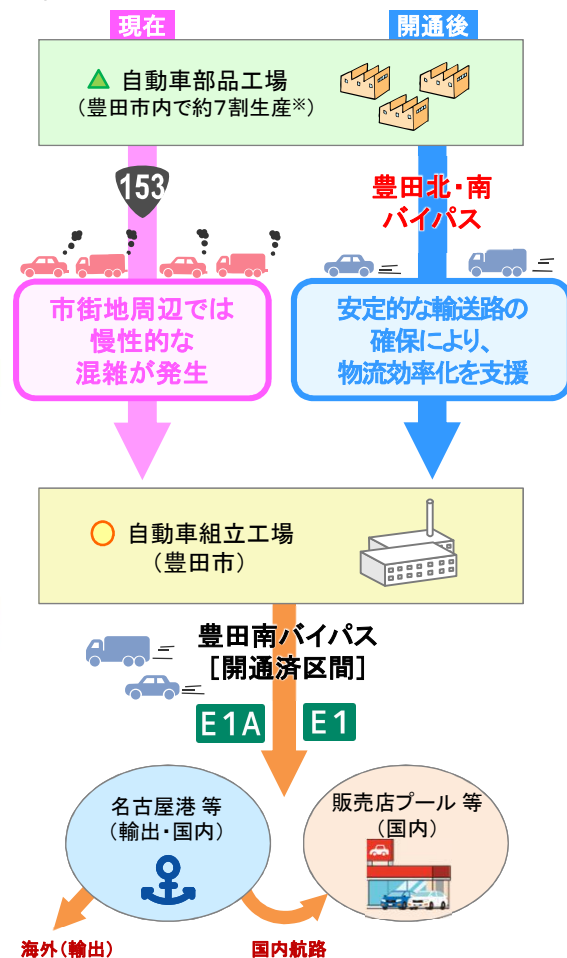 現在
開通後
自動車部品工場
（豊田市内で約7割生産※）
153
豊田北・南
バイパス
市街地周辺では
慢性的な
混雑が発生
安定的な輸送路の
確保により、
物流効率化を支援
自動車組立工場
（豊田市）
豊田南バイパス
［開通済区間］
E1A
E1
名古屋港 等
（輸出・国内）
販売店プール 等
（国内）
海外（輸出）
国内航路